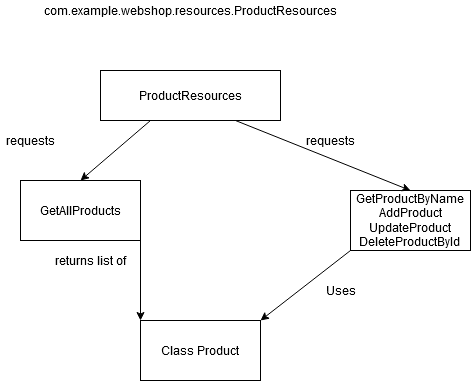 com.example.webshop.resources.ProductResources
ProductResources
requests
requests
GetAllProducts
GetProductByName
AddProduct
UpdateProduct
DeleteProductById
returns list of
Uses
Class Product